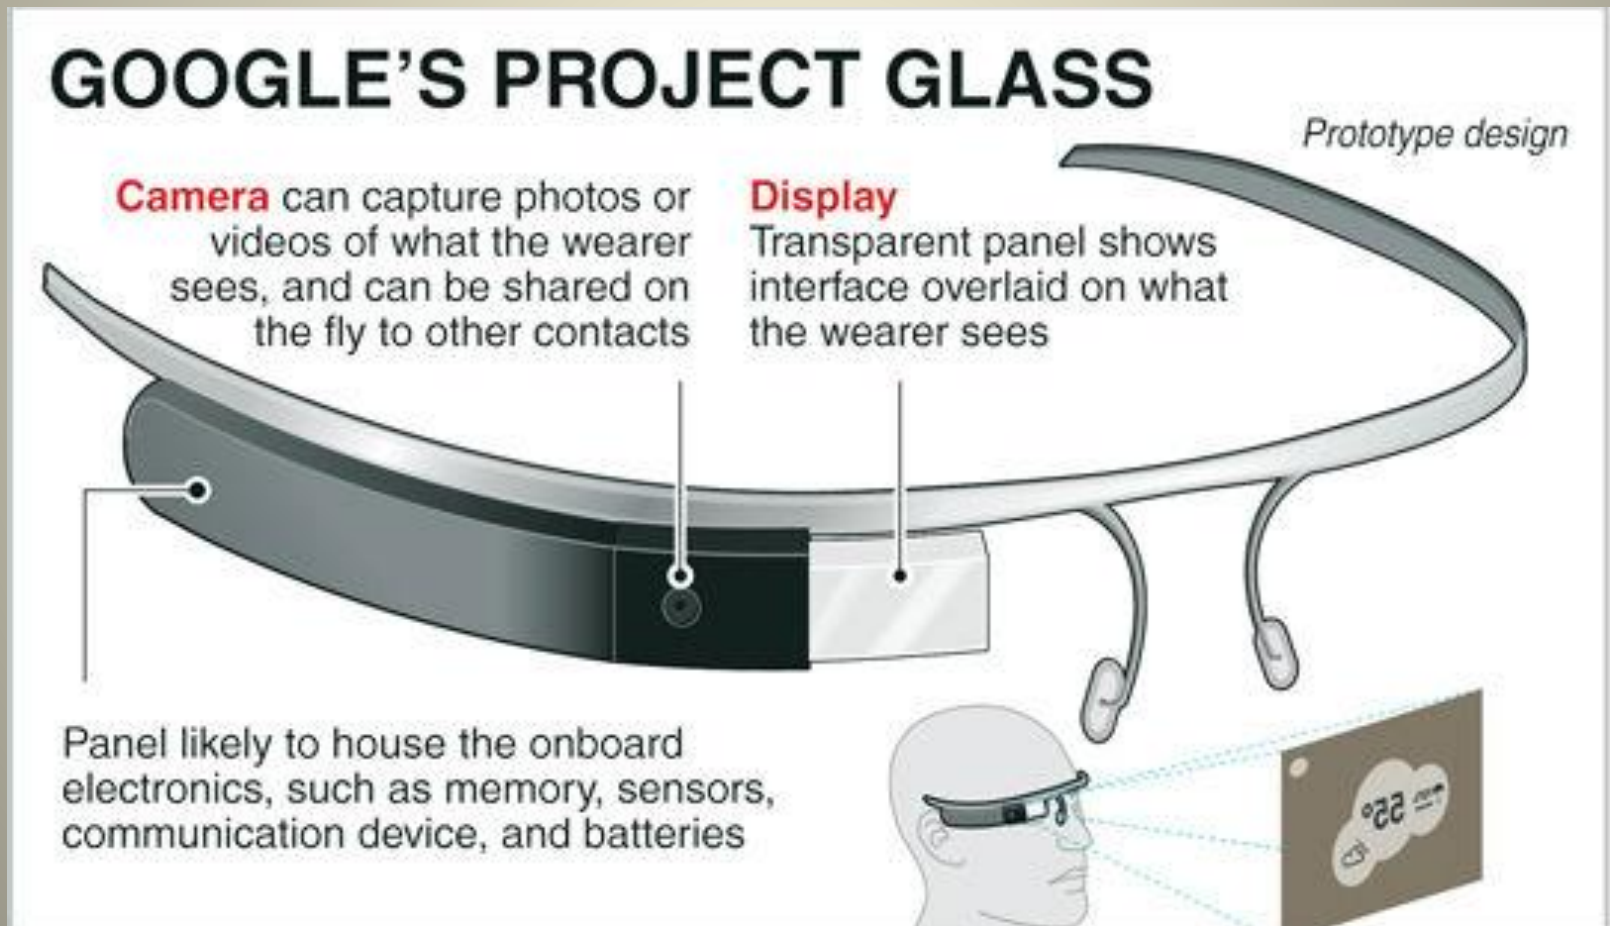 GOOGLE'S PROJECT GLASS
Prototype design
Camera can capture photos or
videos of what the wearer
sees, and can be shared on
the fly to other contacts
Display
Transparent panel shows
interface overlaid on what
the wearer sees
Panel likely to house the onboard
electronics, such as memory, sensors,
communication device, and batteries
55°